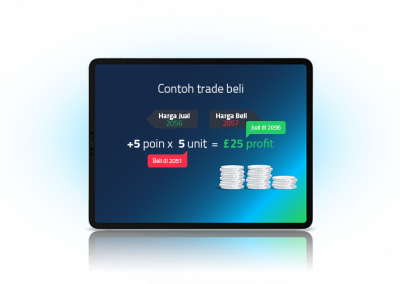 Contoh trade beli
Harga Jual Harga Beli
2056 2057
Jual di 2056
+5 poin x 5 unit = £25 profit
Beli di 2051